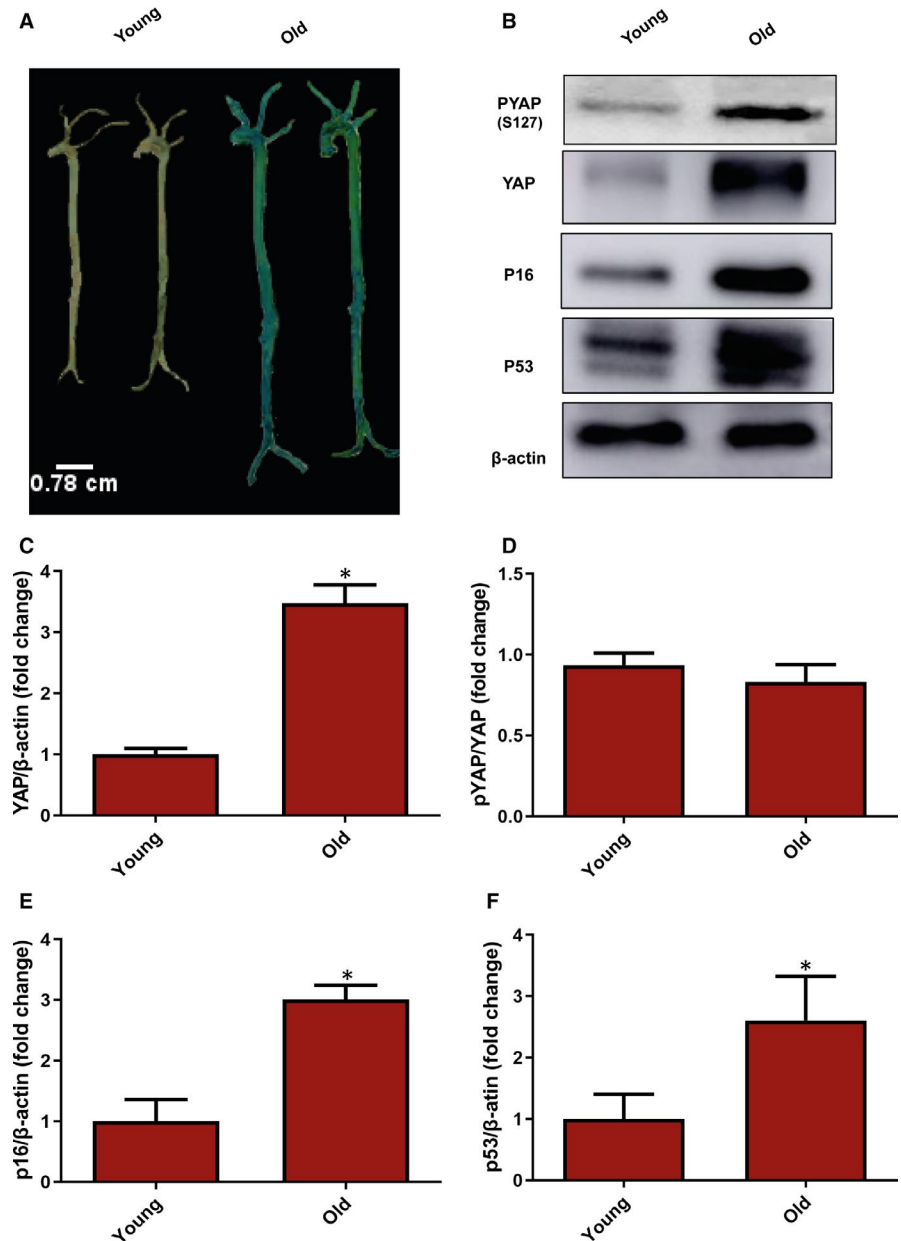 A
Young
Old
0.78 cm
B
Young
Old
PYAP
(S127)
YAP
P16
P53
β-actin
C
YAP/β-actin (fold change)
4
3
2
1
0
*
Young
Old
D
pYAP/YAP (fold change)
1.5
1.0
0.5
0.0
Young
Old
E
p16/β-actin (fold change)
4
3
2
1
0
*
Young
Old
F
p53/β-atin (fold change)
4
3
2
1
0
*
Young
Old